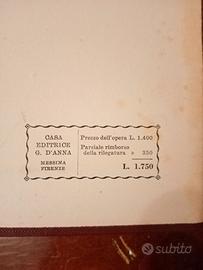 CASA
EDITRICE
G. D'ANNA
MESSINA
FIRENZE
Prezzo dell'opera L. 1.400
Parziale rimborso
della rilegatura » 350
L. 1.750
subito